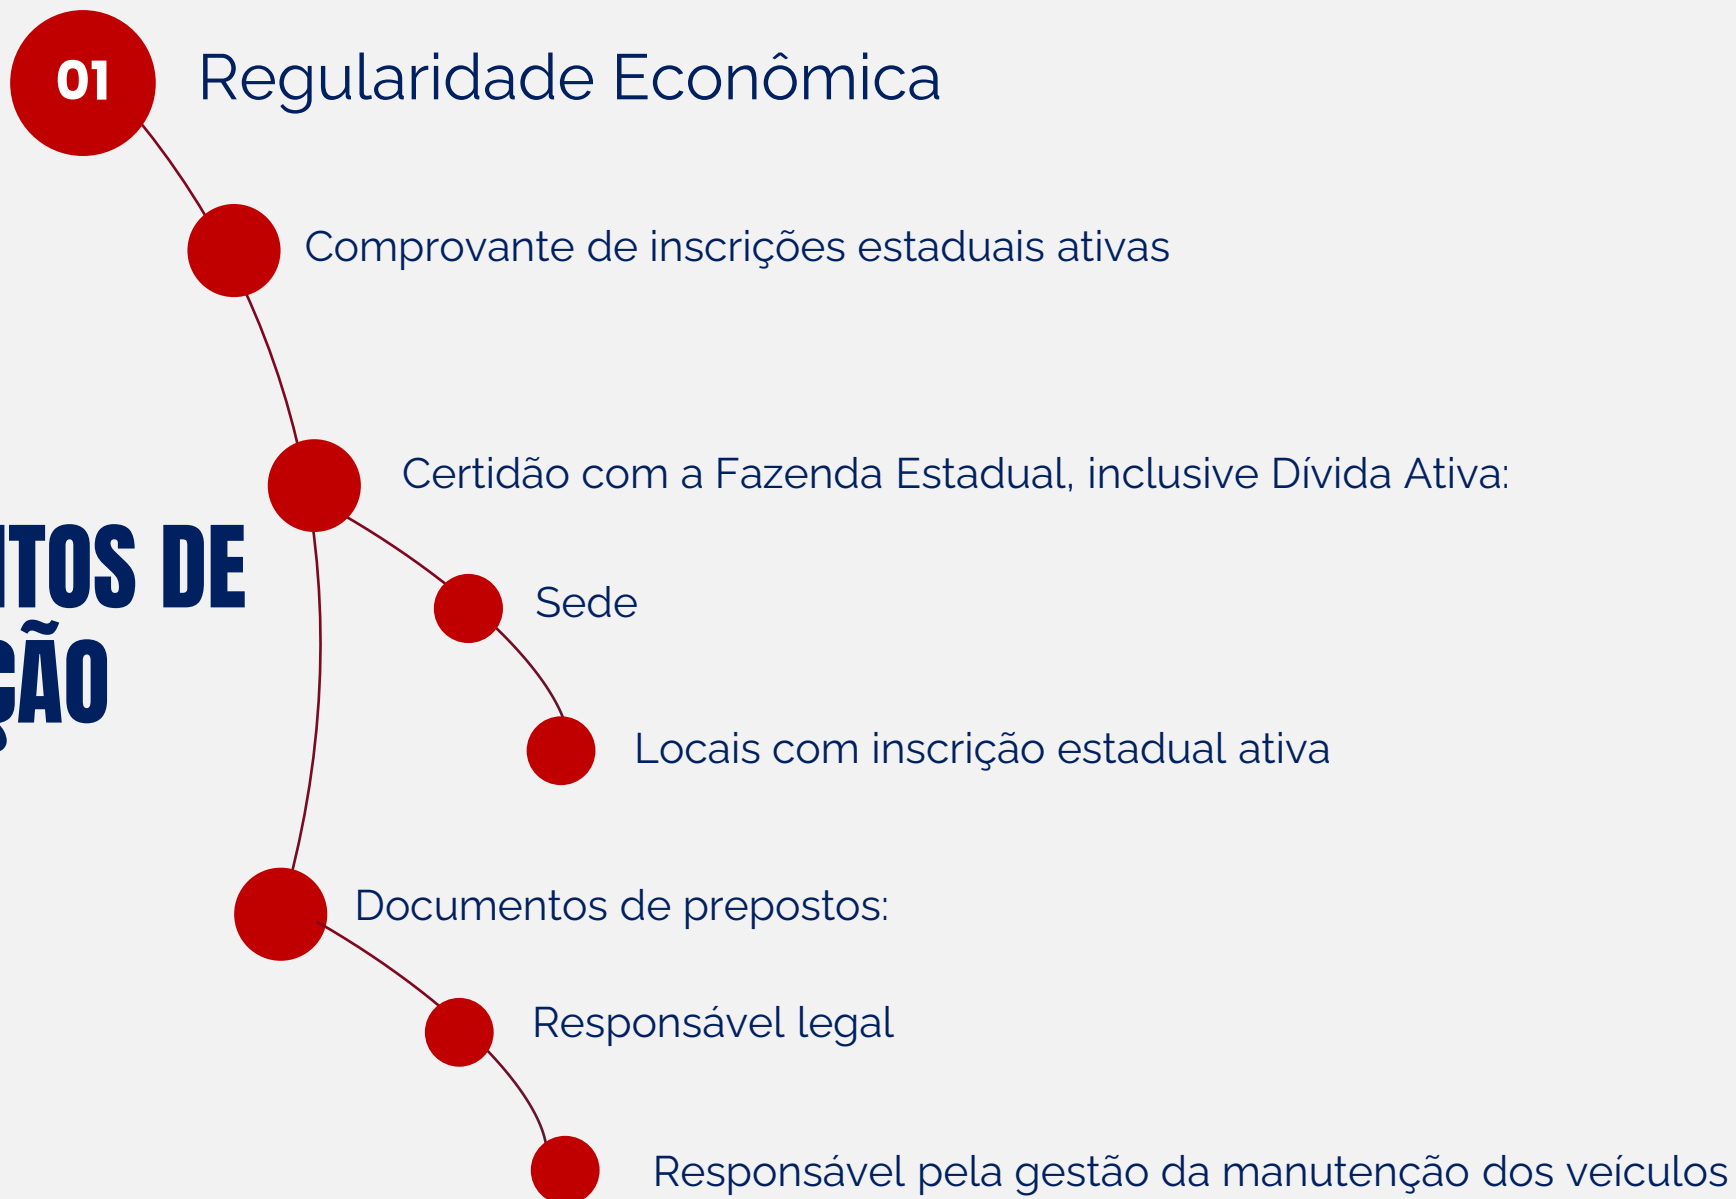 01
Regularidade Econômica
Comprovante de inscrições estaduais ativas
Certidão com a Fazenda Estadual, inclusive Dívida Ativa:
Sede
Locais com inscrição estadual ativa
Documentos de prepostos:
Responsável legal
Responsável pela gestão da manutenção dos veículos
NTOS DE
ÇÃO